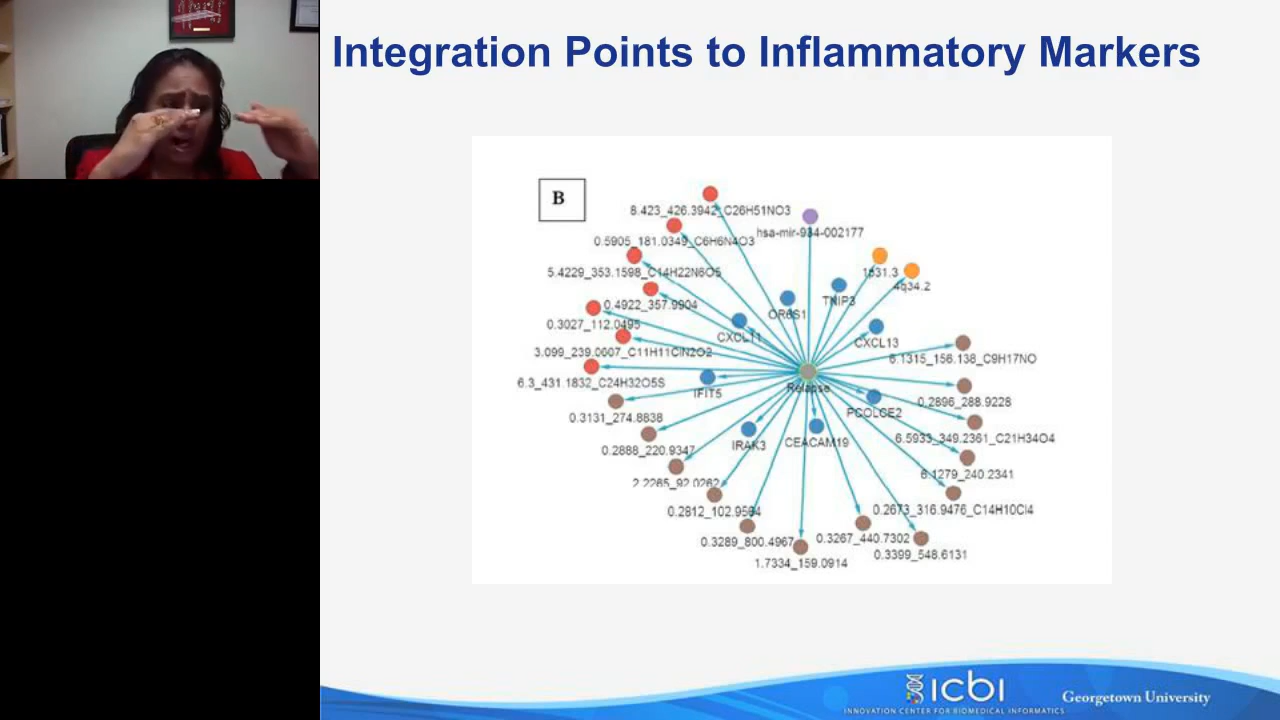 Integration Points to Inflammatory Markers
B
8.423_426.3942_C26H51NO3
hsa-mir-934-002177
0.5905_181.0349_C6H6N4O3
5.4229_353.1598_C14H22N6O5
1p31.3
4q34.2
0.4922_357.9904
OR6S1
TNIP3
0.3027_112.0495
CXCL11
CXCL13
3.099_239.0607_C11H11ClN2O2
6.1315_156.138_C9H17NO
6.3_431.1832_C24H32O5S
IFIT5
Relapse
0.2896_288.9228
0.3131_274.8838
PCOLCE2
IRAK3
CEACAM19
6.5933_349.2361_C21H34O4
0.2888_220.9347
6.1279_240.2341
2.2265_92.0262
0.2812_102.9564
0.2673_316.9476_C14H10Cl4
0.3289_800.4967
0.3267_440.7302
0.3399_548.6131
1.7334_159.0914
icbi
Georgetown University
INNOVATION CENTER FOR BIOMEDICAL INFORMATICS